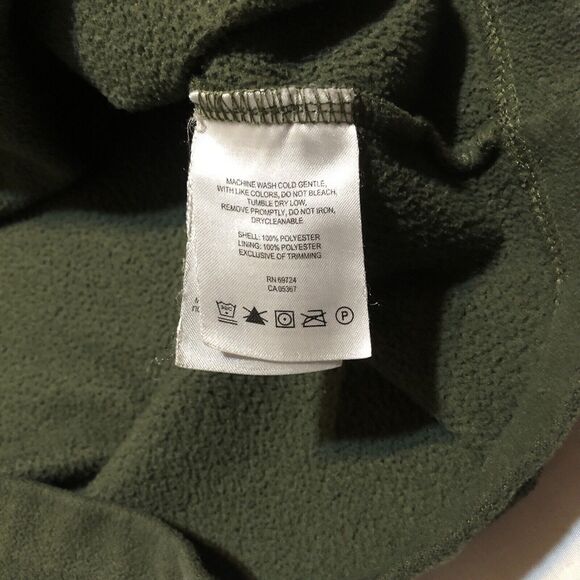 MACHINE WASH COLD GENTLE,
WITH LIKE COLORS, DO NOT BLEACH,
TUMBLE DRY LOW,
REMOVE PROMPTLY, DO NOT IRON,
DRYCLEANABLE
SHELL: 100% POLYESTER
LINING: 100% POLYESTER
EXCLUSIVE OF TRIMMING
RN 69724
CA 05367
P